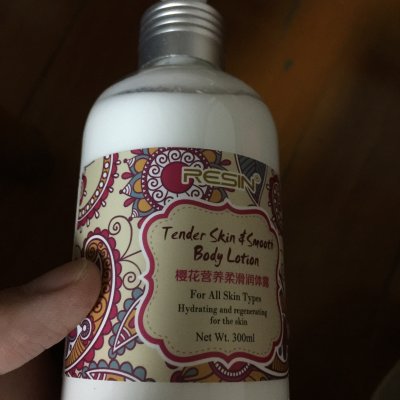 RESIN®
Tender Skin & Smooth
Body Lotion
樱花营养柔滑润体露
For All Skin Types
Hydrating and regenerating
for the skin
Net Wt. 300ml